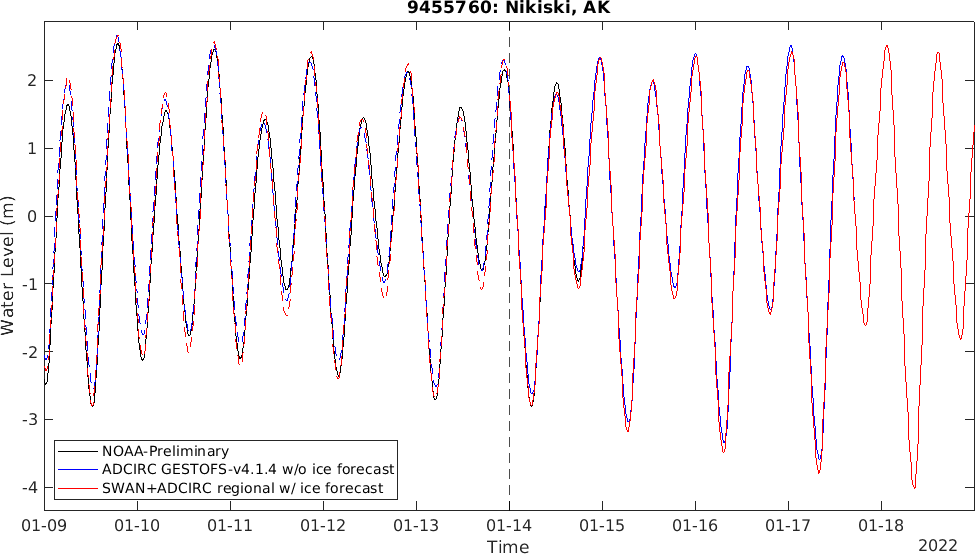 9455760: Nikiski, AK
Water Level (m)
2
1
0
-1
-2
-3
-4
NOAA-Preliminary
ADCIRC GESTOFS-v4.1.4 w/o ice forecast
SWAN+ADCIRC regional w/ ice forecast
01-09 01-10 01-11 01-12 01-13 01-14 01-15 01-16 01-17 01-18
Time
2022